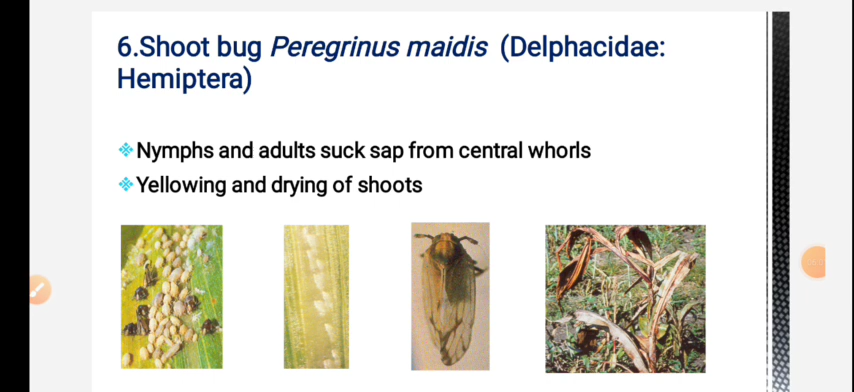 6.Shoot bug Peregrinus maidis (Delphacidae:
Hemiptera)
Nymphs and adults suck sap from central whorls
Yellowing and drying of shoots